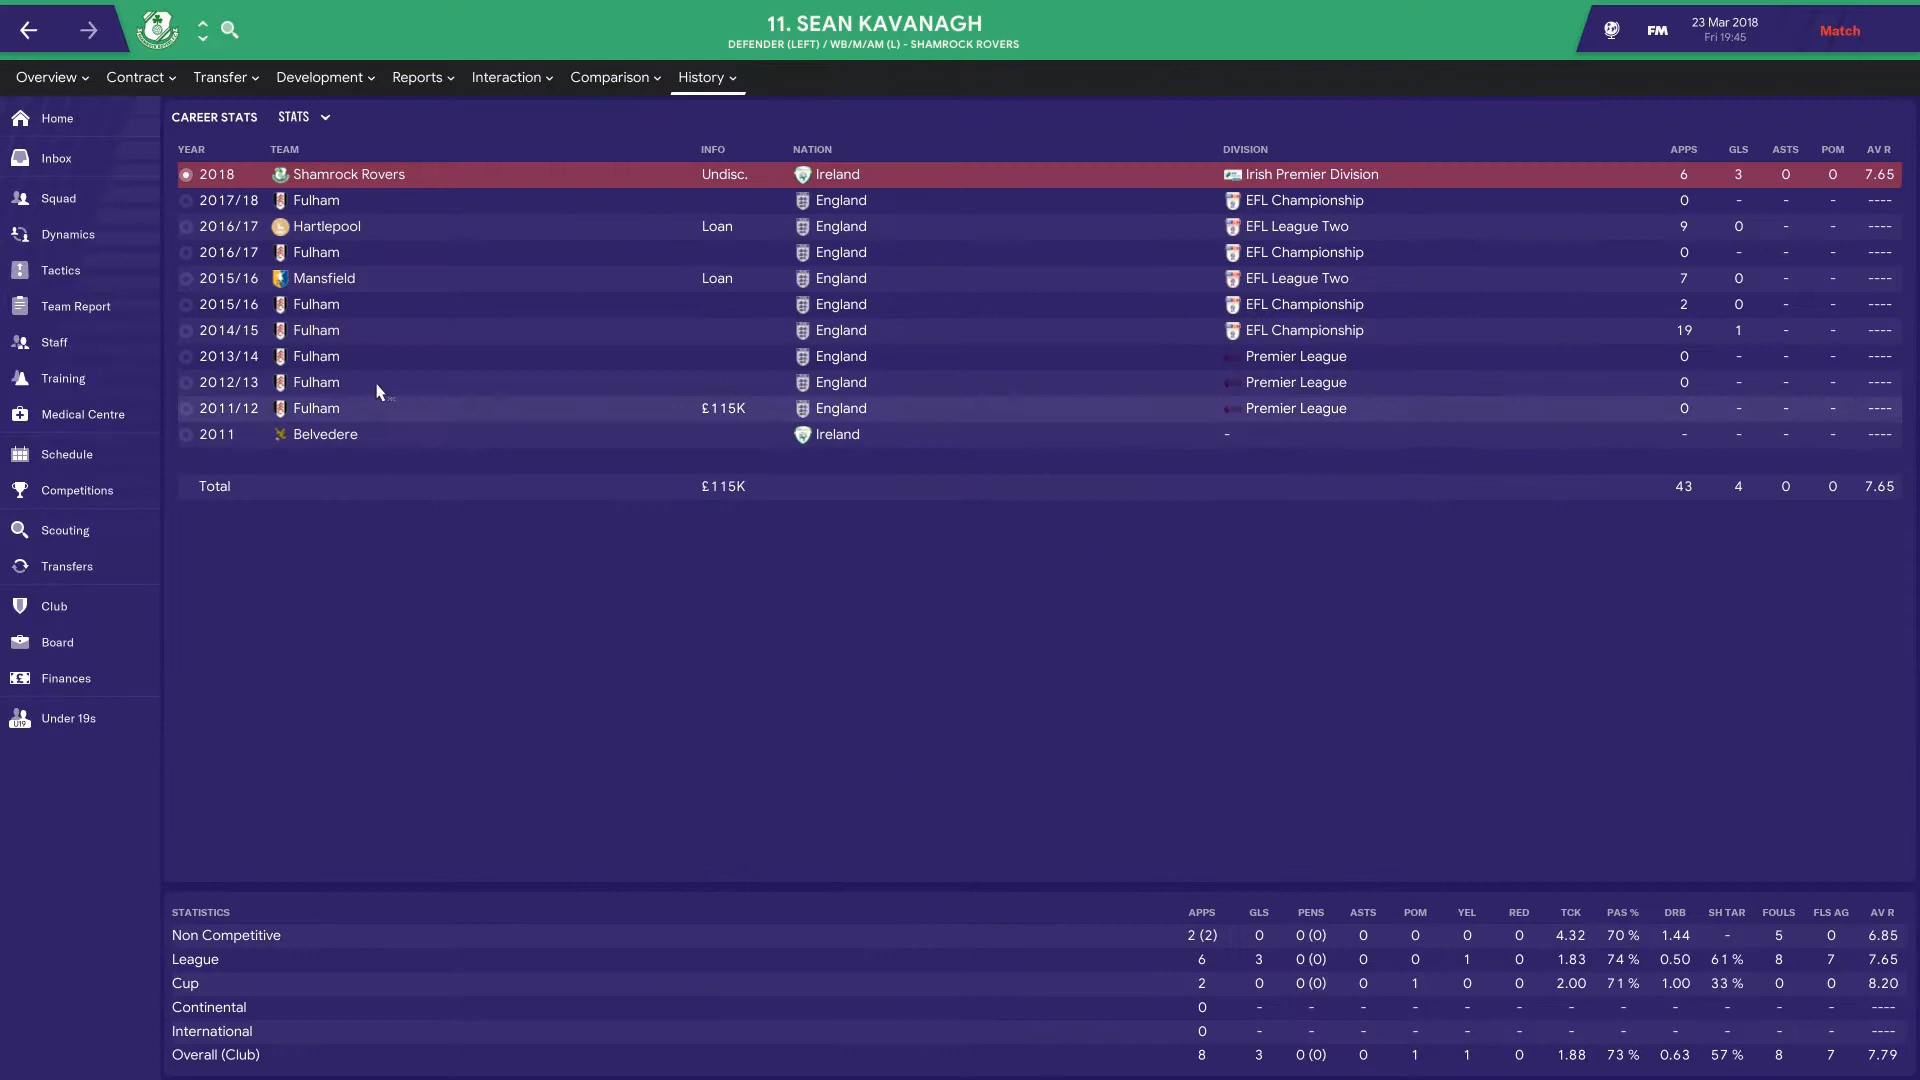 11. SEAN KAVANAGH
DEFENDER (LEFT) / WB/M/AM (L) - SHAMROCK ROVERS
FM
23 Mar 2018
Fri 19:45
Match
Overview Contract Transfer Development Reports Interaction Comparison History
Home
Inbox
Squad
Dynamics
Tactics
Team Report
Staff
Training
Medical Centre
Schedule
Competitions
Scouting
Transfers
Club
Board
Finances
U19 Under 19s
CAREER STATS STATS
YEAR TEAM INFO NATION DIVISION APPS GLS ASTS POM AV R
2018 Shamrock Rovers Undisc. Ireland Irish Premier Division 6 3 0 0 7.65
2017/18 Fulham England EFL Championship 0 - - - ----
2016/17 Hartlepool Loan England EFL League Two 9 0 - - ----
2016/17 Fulham England EFL Championship 0 - - - ----
2015/16 Mansfield Loan England EFL League Two 7 0 - - ----
2015/16 Fulham England EFL Championship 2 0 - - ----
2014/15 Fulham England EFL Championship 19 1 - - ----
2013/14 Fulham England Premier League 0 - - - ----
2012/13 Fulham England Premier League 0 - - - ----
2011/12 Fulham £115K England Premier League 0 - - - ----
2011 Belvedere Ireland - - - - - ----
Total £115K 43 4 0 0 7.65
STATISTICS APPS GLS PENS ASTS POM YEL RED TCK PAS % DRB SH TAR FOULS FLS AG AV R
Non Competitive 2 (2) 0 0 (0) 0 0 0 0 4.32 70 % 1.44 - 5 0 6.85
League 6 3 0 (0) 0 0 1 0 1.83 74 % 0.50 61 % 8 7 7.65
Cup 2 0 0 (0) 0 1 0 0 2.00 71 % 1.00 33 % 0 0 8.20
Continental 0 - - - - - - - - - - - - ----
International 0 - - - - - - - - - - - - ----
Overall (Club) 8 3 0 (0) 0 1 1 0 1.88 73 % 0.63 57 % 8 7 7.79